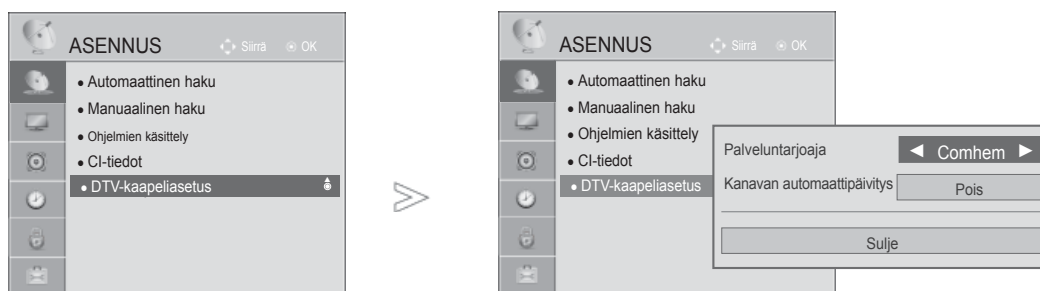 ASENNUS
Siirrä OK
• Automaattinen haku
• Manuaalinen haku
• Ohjelmien käsittely
• CI-tiedot
• DTV-kaapeliasetus
ASENNUS
Siirrä OK
• Automaattinen haku
• Manuaalinen haku
• Ohjelmien käsittely
• CI-tiedot
• DTV-kaapeliasetus
Palveluntarjoaja ◄ Comhem ►
Kanavan automaattipäivitys Pois
Sulje